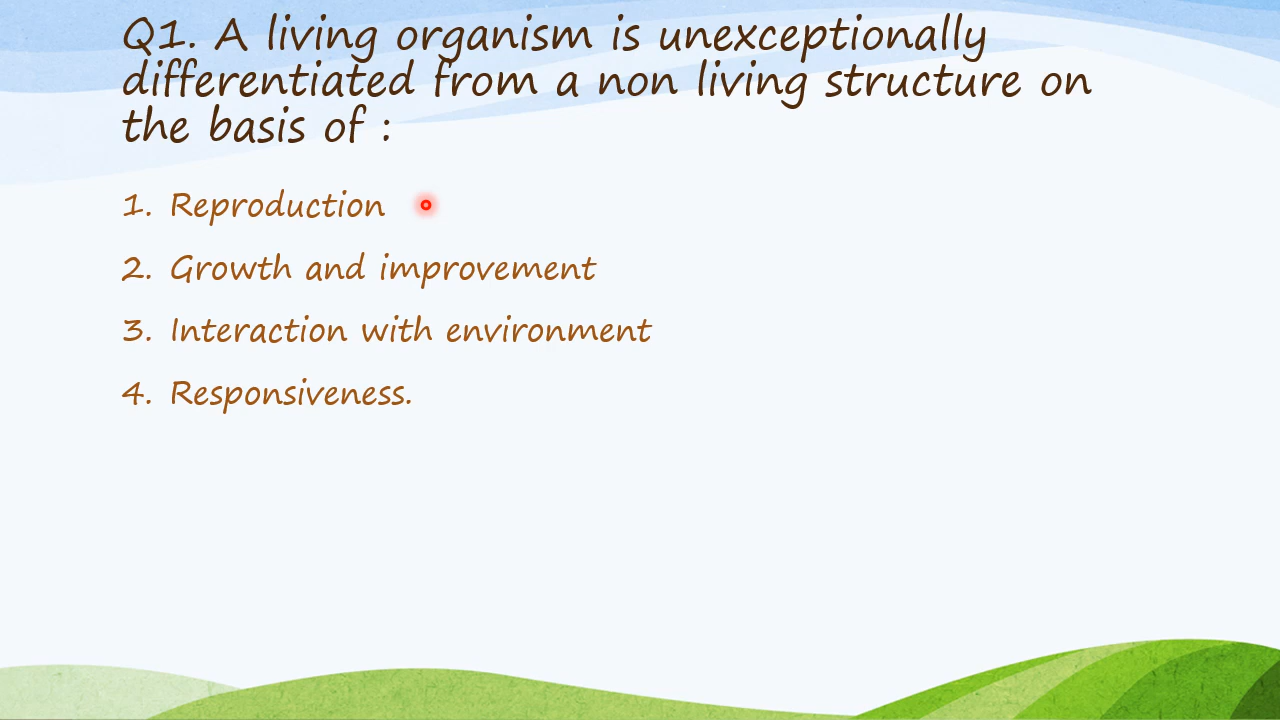 Q1. A living organism is unexceptionally
differentiated from a non living structure on
the basis of :
1. Reproduction
2. Growth and improvement
3. Interaction with environment
4. Responsiveness.